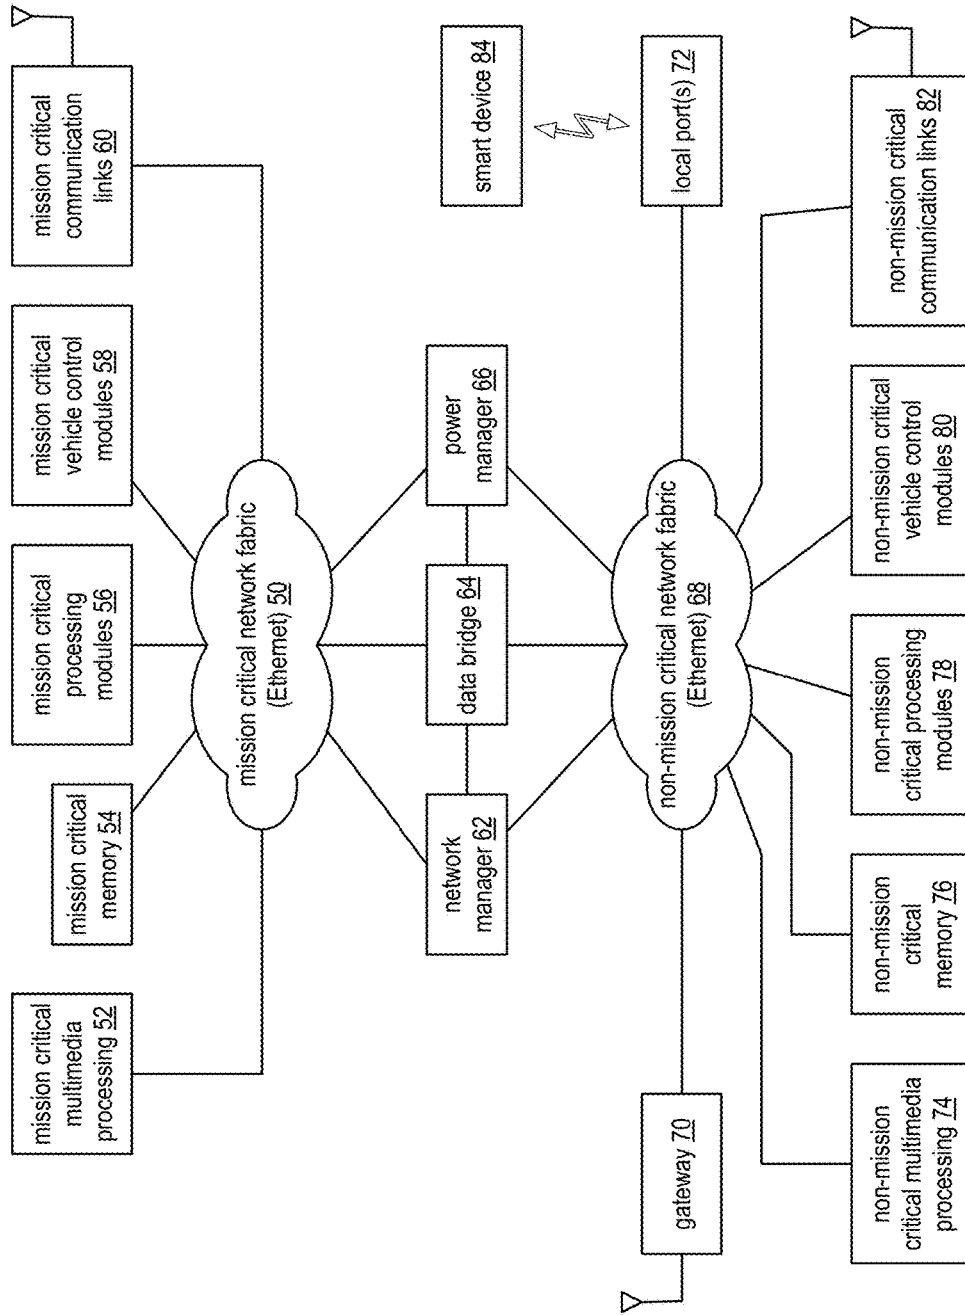 mission critical
multimedia
processing 52
mission critical
memory 54
mission critical
processing
modules 56
mission critical
vehicle control
modules 58
mission critical
communication
links 60
mission critical network fabric
(Ethernet) 50
network
manager 62
data bridge 64
power
manager 66
smart device 84
gateway 70
non-mission critical network fabric
(Ethernet) 68
local port(s) 72
non-mission
critical multimedia
processing 74
non-mission
critical
memory 76
non-mission
critical processing
modules 78
non-mission critical
vehicle control
modules 80
non-mission critical
communication links 82